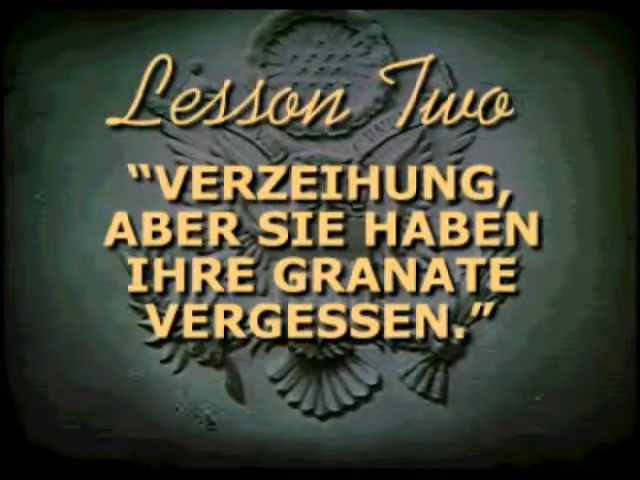 Lesson Two
“VERZEIHUNG,
ABER SIE HABEN
IHRE GRANATE
VERGESSEN.”